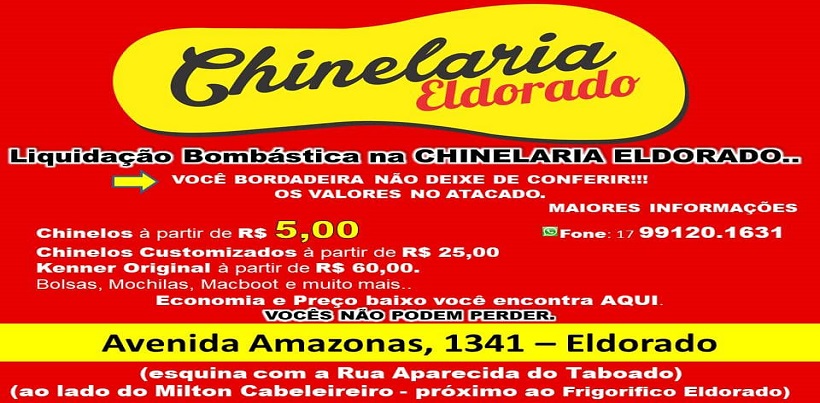 Chinelaria
Eldorado
Liquidação Bombástica na CHINELARIA ELDORADO..
VOCÊ BORDADEIRA NÃO DEIXE DE CONFERIR!!!
OS VALORES NO ATACADO.
MAIORES INFORMAÇÕES
Chinelos à partir de R$ 5,00
Fone: 17 99120.1631
Chinelos Customizados à partir de R$ 25,00
Kenner Original à partir de R$ 60,00.
Bolsas, Mochilas, Macboot e muito mais..
Economia e Preço baixo você encontra AQUI.
VOCÊS NÃO PODEM PERDER.
Avenida Amazonas, 1341 – Eldorado
(esquina com a Rua Aparecida do Taboado)
(ao lado do Milton Cabeleireiro - próximo ao Frigorifico Eldorado)